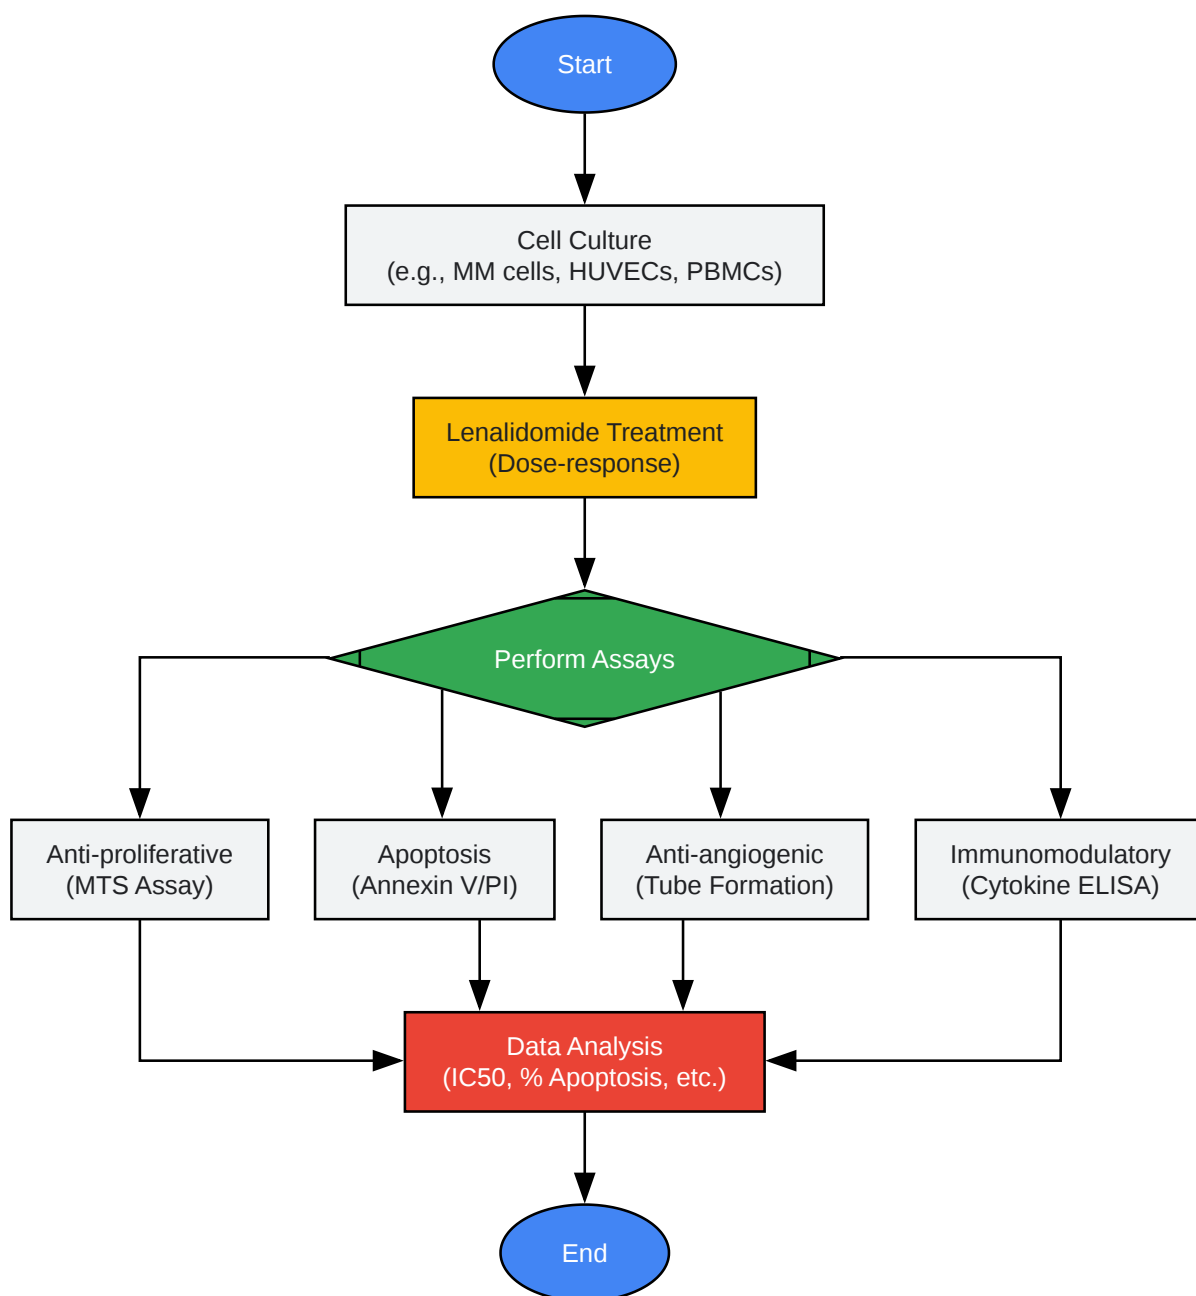 Start
Cell Culture
(e.g., MM cells, HUVECs, PBMCs)
Lenalidomide Treatment
(Dose-response)
Perform Assays
Anti-proliferative
(MTS Assay)
Apoptosis
(Annexin V/PI)
Anti-angiogenic
(Tube Formation)
Immunomodulatory
(Cytokine ELISA)
Data Analysis
(IC50, % Apoptosis, etc.)
End